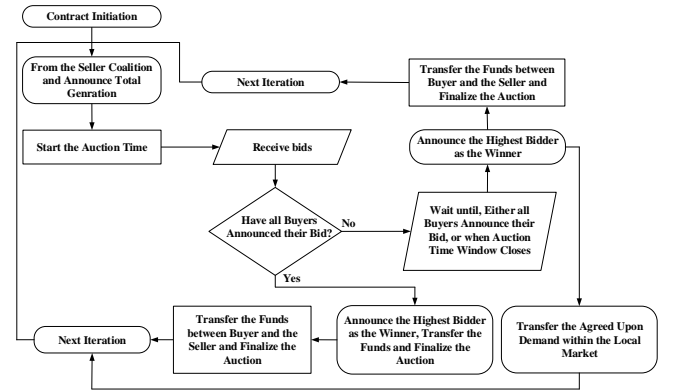 Contract Initiation
From the Seller Coalition
and Announce Total
Genration
Next Iteration
Transfer the Funds between
Buyer and the Seller and
Finalize the Auction
Start the Auction Time
Receive bids
Announce the Highest Bidder
as the Winner
Have all Buyers
Announced their Bid?
No
Wait until, Either all
Buyers Announce their
Bid, or when Auction
Time Window Closes
Yes
Next Iteration
Transfer the Funds
between Buyer and the
Seller and Finalize the
Auction
Announce the Highest Bidder
as the Winner, Transfer the
Funds and Finalize the
Auction
Transfer the Agreed Upon
Demand within the Local
Market